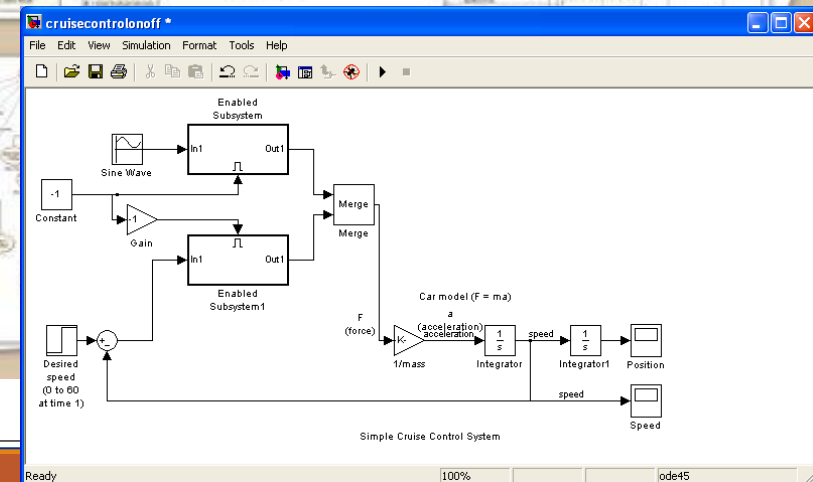 cruisecontrolonoff *
File Edit View Simulation Format Tools Help
Enabled
Subsystem
In1
Out1
Sine Wave
-1
Constant
-1
Gain
Merge
Merge
In1
Out1
Enabled
Subsystem1
Car model (F = ma)
a
(acceleration)
acceleration
F
(force)
K-
1/mass
1
s
Integrator
speed
1
s
Integrator1
Position
+
-
Desired
speed
(0 to 60
at time 1)
speed
Speed
Simple Cruise Control System
Ready
100%
ode45